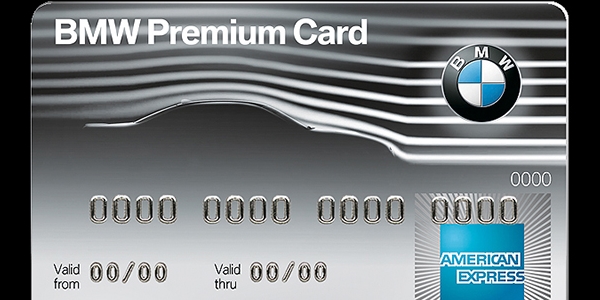 BMW Premium Card
BMW
0000
0000 0000 0000 0000
Valid from 00/00 Valid thru 00/00
AMERICAN
EXPRESS